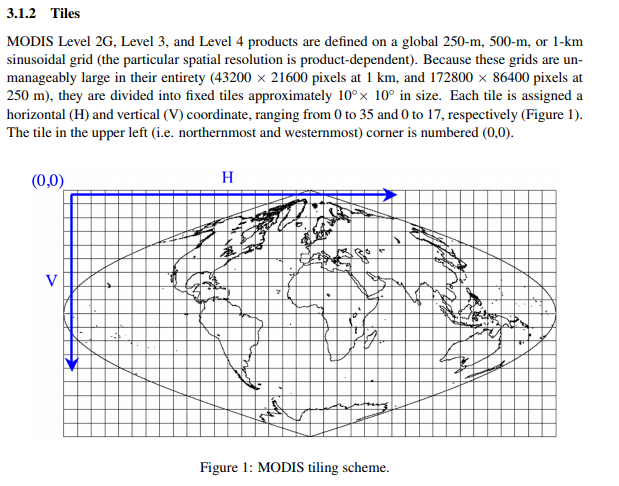 3.1.2 Tiles
MODIS Level 2G, Level 3, and Level 4 products are defined on a global 250-m, 500-m, or 1-km
sinusoidal grid (the particular spatial resolution is product-dependent). Because these grids are un-
manageably large in their entirety (43200 × 21600 pixels at 1 km, and 172800 × 86400 pixels at
250 m), they are divided into fixed tiles approximately 10°× 10° in size. Each tile is assigned a
horizontal (H) and vertical (V) coordinate, ranging from 0 to 35 and 0 to 17, respectively (Figure 1).
The tile in the upper left (i.e. northernmost and westernmost) corner is numbered (0,0).
(0,0)
H
V
Figure 1: MODIS tiling scheme.